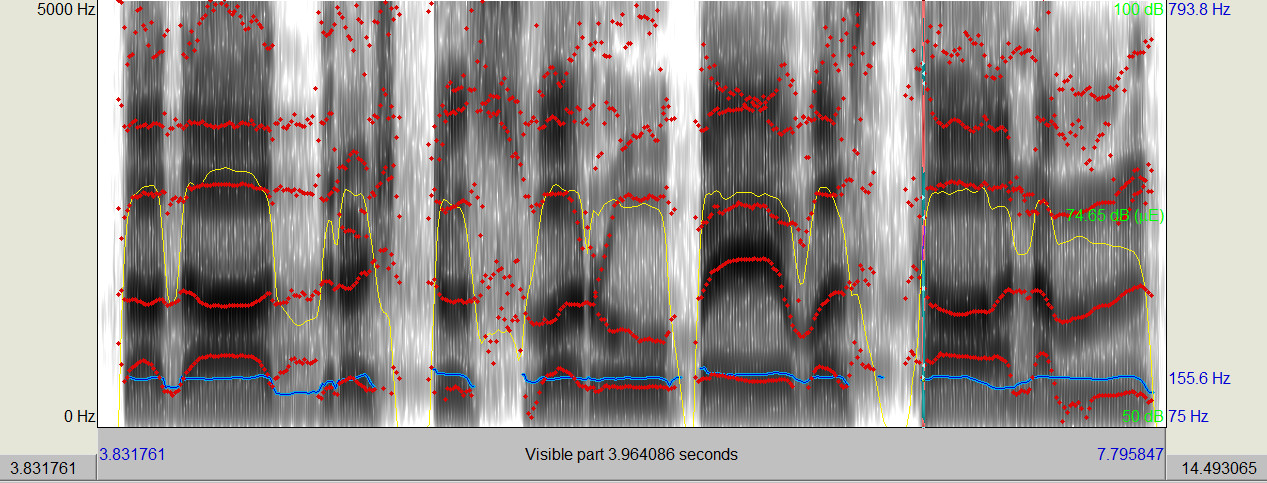 5000 Hz 100 dB 793.8 Hz
74.65 dB (µE)
155.6 Hz
0 Hz 50 dB 75 Hz
3.831761 Visible part 3.964086 seconds 7.795847
3.831761 14.493065